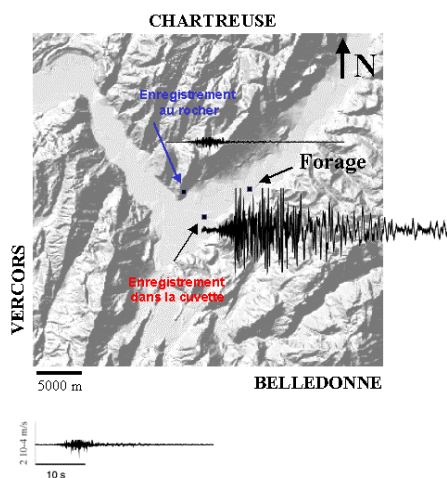 CHARTREUSE
N
Enregistrement
au rocher
Forage
Enregistrement
dans la cuvette
VERCORS
5000 m
BELLEDONNE
2 10-4 m/s
10 s